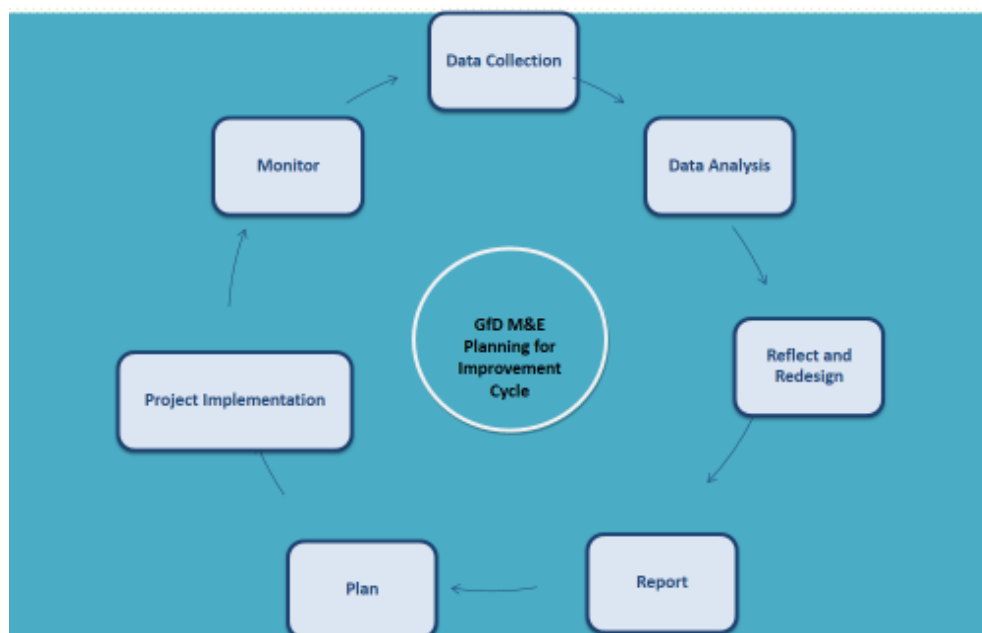 Data Collection
Monitor
Data Analysis
GfD M&E
Planning for
Improvement
Cycle
Reflect and
Redesign
Project Implementation
Plan
Report